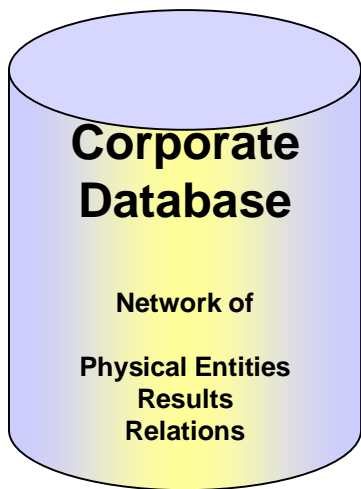 Corporate
Database
Network of
Physical Entities
Results
Relations